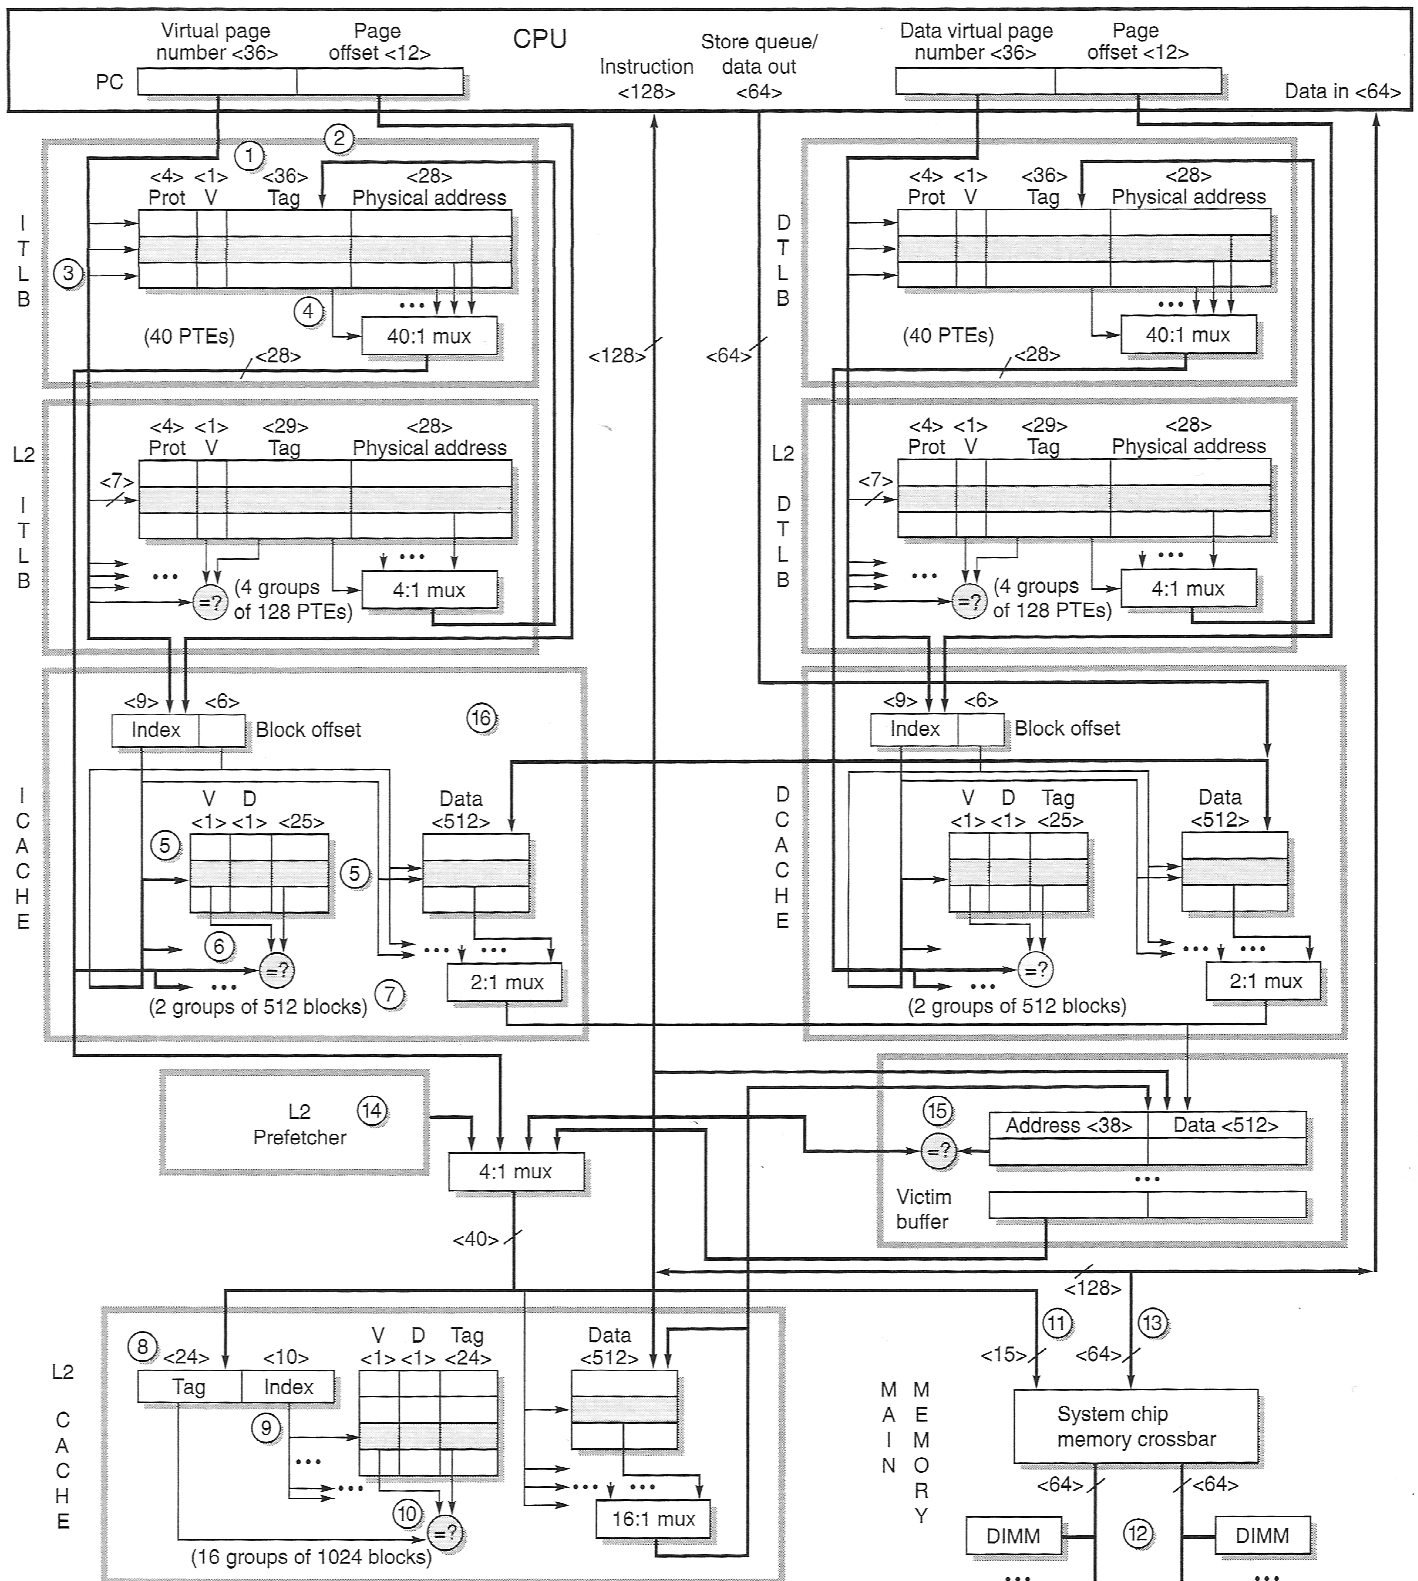 CPU
Virtual page number <36>
Page offset <12>
PC
Instruction <128>
Store queue/ data out <64>
Data virtual page number <36>
Page offset <12>
Data in <64>
1
2
ITLB
<4> Prot
<1> V
<36> Tag
<28> Physical address
3
4
•••
40:1 mux
(40 PTEs)
<28>
<128>
<64>
DTLB
<4> Prot
<1> V
<36> Tag
<28> Physical address
•••
40:1 mux
(40 PTEs)
<28>
L2 ITLB
<4> Prot
<1> V
<29> Tag
<28> Physical address
<7>
•••
•••
=?
(4 groups of 128 PTEs)
4:1 mux
L2 DTLB
<4> Prot
<1> V
<29> Tag
<28> Physical address
<7>
•••
•••
=?
(4 groups of 128 PTEs)
4:1 mux
ICACHE
<9>
<6>
Index
Block offset
16
V <1>
D <1>
<25>
Data <512>
5
5
6
=?
•••
•••
•••
7
2:1 mux
(2 groups of 512 blocks)
DCACHE
<9>
<6>
Index
Block offset
V <1>
D <1>
Tag <25>
Data <512>
=?
•••
•••
•••
2:1 mux
(2 groups of 512 blocks)
L2 Prefetcher
14
4:1 mux
<40>
15
=?
Address <38>
Data <512>
•••
Victim buffer
<128>
L2 CACHE
8
<24>
<10>
Tag
Index
9
V <1>
D <1>
Tag <24>
Data <512>
•••
•••
•••
•••
10
=?
16:1 mux
(16 groups of 1024 blocks)
MAIN MEMORY
11
13
<15>
<64>
System chip memory crossbar
<64>
<64>
DIMM
12
DIMM
•••
•••